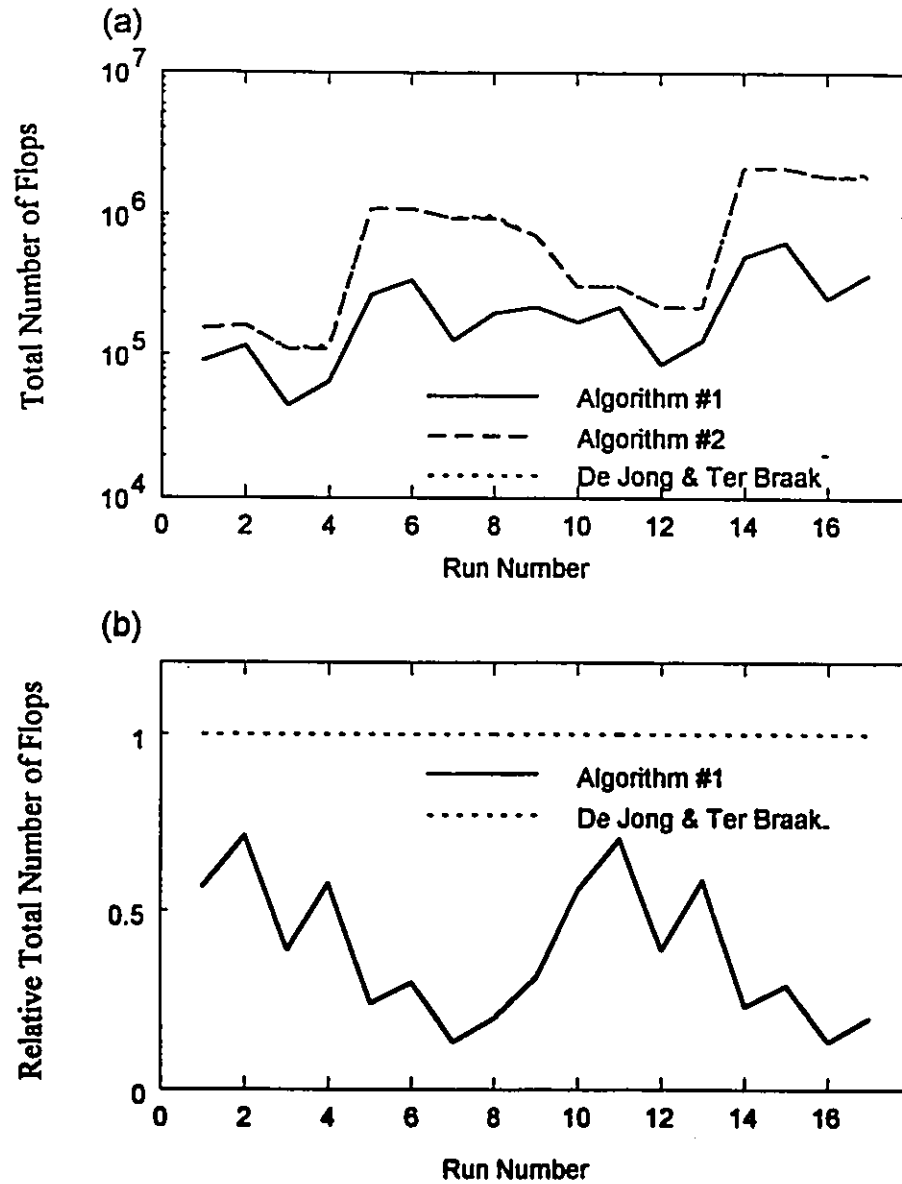 (a)
Total Number of Flops
10^7
10^6
10^5
10^4
Algorithm #1
Algorithm #2
De Jong & Ter Braak
0 2 4 6 8 10 12 14 16
Run Number
(b)
Relative Total Number of Flops
1
0.5
0
Algorithm #1
De Jong & Ter Braak
0 2 4 6 8 10 12 14 16
Run Number